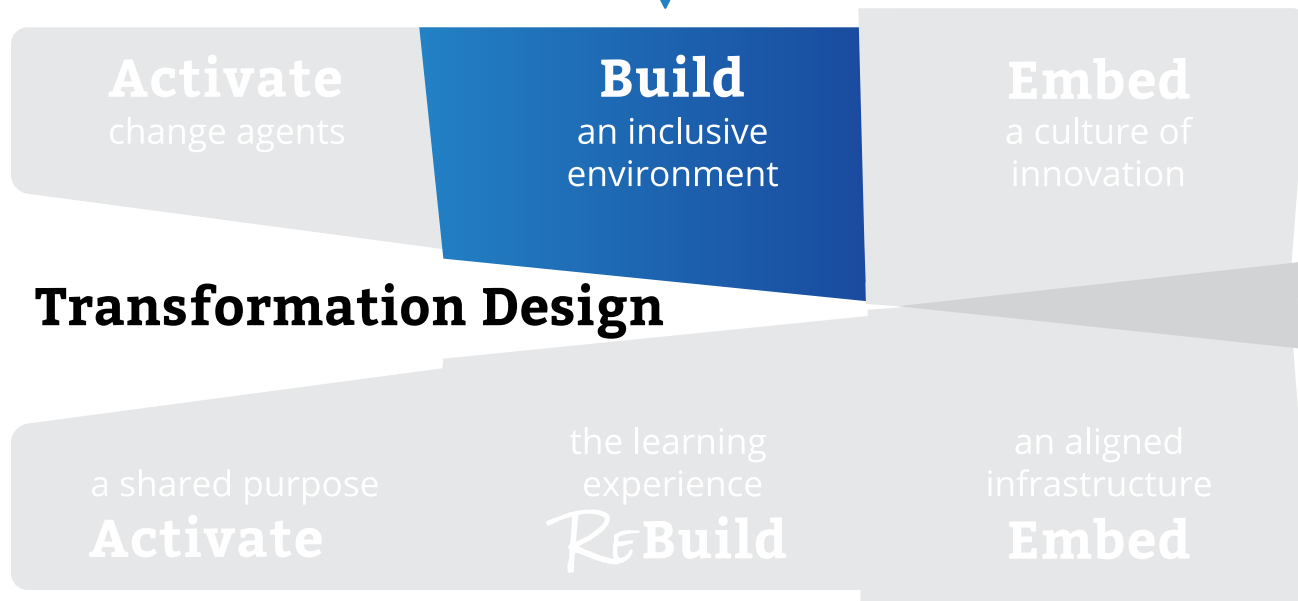 Activate
change agents
Build
an inclusive
environment
Embed
a culture of
innovation
Transformation Design
a shared purpose
Activate
the learning
experience
REBuild
an aligned
infrastructure
Embed